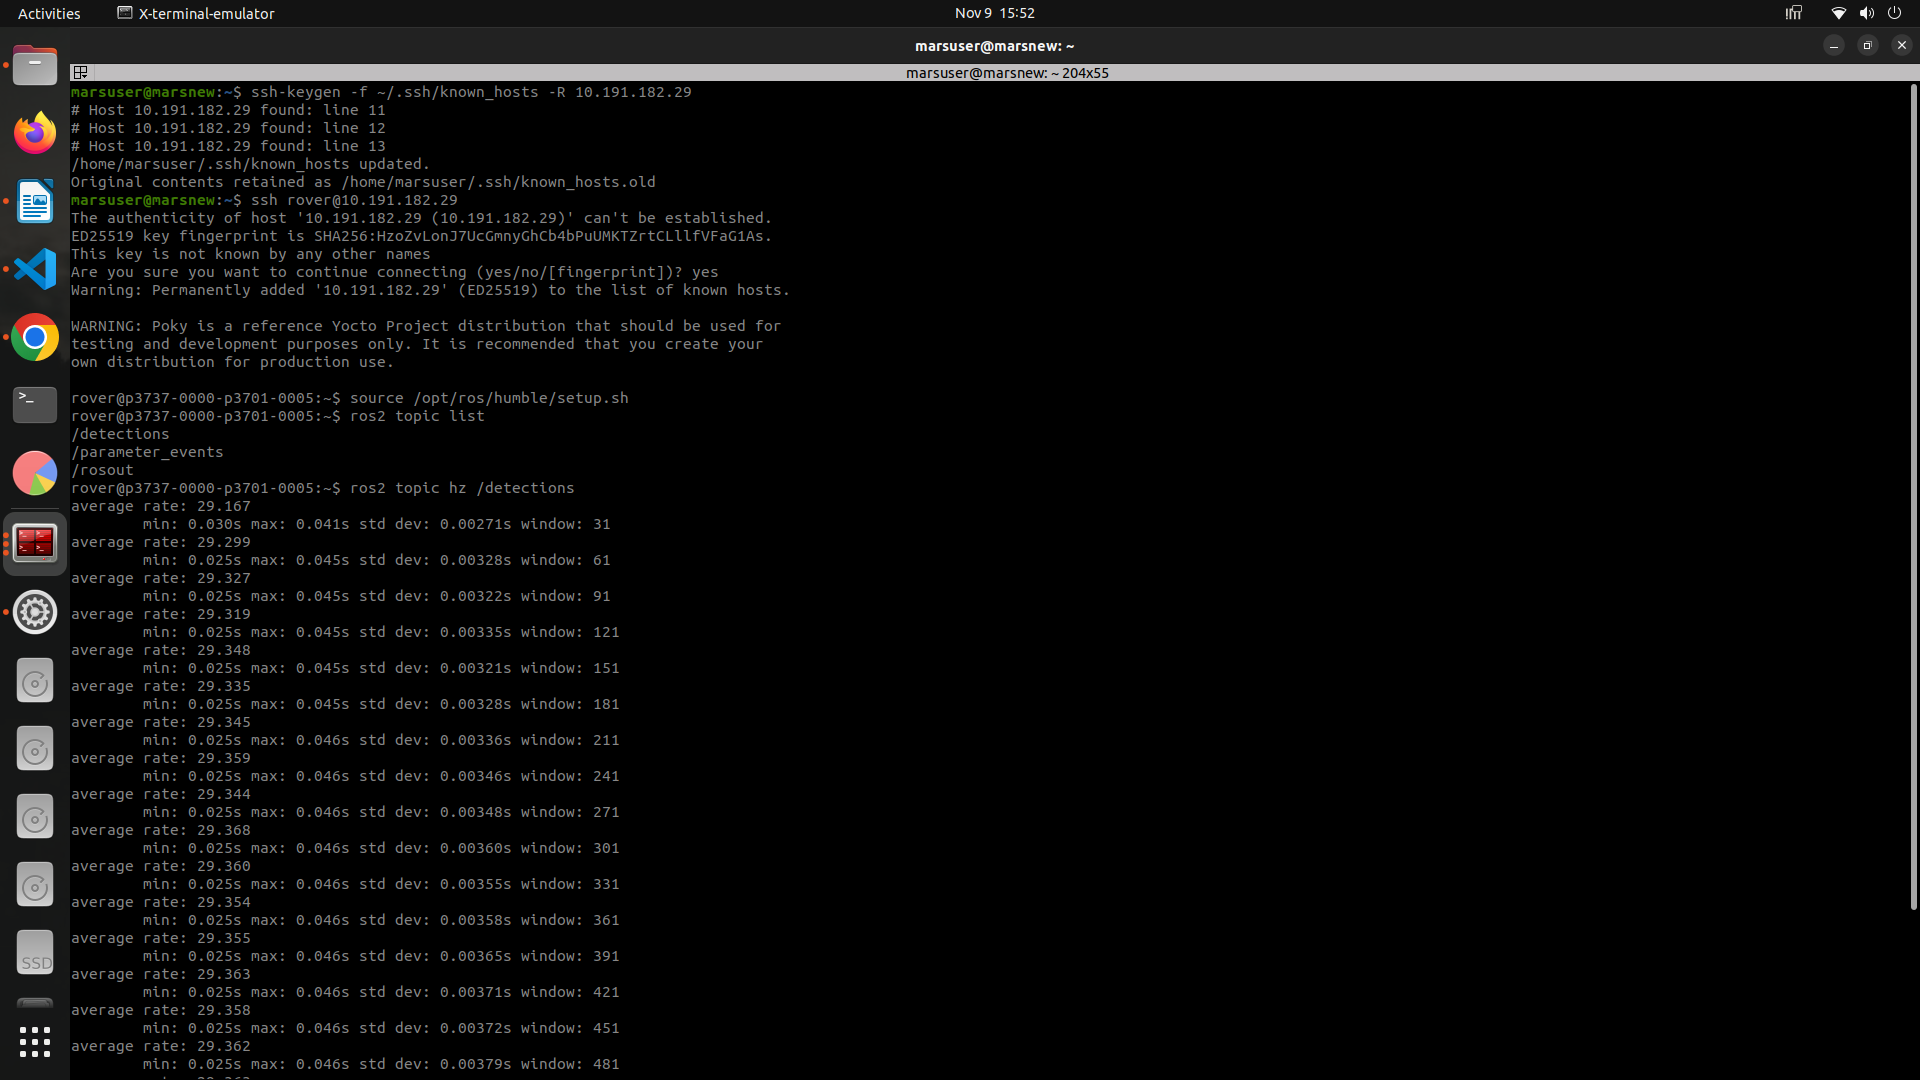 Activities
X-terminal-emulator
Nov 9 15:52
marsuser@marsnew: ~
marsuser@marsnew: ~ 204x55
marsuser@marsnew:~$ ssh-keygen -f ~/.ssh/known_hosts -R 10.191.182.29
# Host 10.191.182.29 found: line 11
# Host 10.191.182.29 found: line 12
# Host 10.191.182.29 found: line 13
/home/marsuser/.ssh/known_hosts updated.
Original contents retained as /home/marsuser/.ssh/known_hosts.old
marsuser@marsnew:~$ ssh rover@10.191.182.29
The authenticity of host '10.191.182.29 (10.191.182.29)' can't be established.
ED25519 key fingerprint is SHA256:HzoZvLonJ7UcGmnyGhCb4bPuUMKTZrtCLllfVFaG1As.
This key is not known by any other names
Are you sure you want to continue connecting (yes/no/[fingerprint])? yes
Warning: Permanently added '10.191.182.29' (ED25519) to the list of known hosts.
WARNING: Poky is a reference Yocto Project distribution that should be used for
testing and development purposes only. It is recommended that you create your
own distribution for production use.
rover@p3737-0000-p3701-0005:~$ source /opt/ros/humble/setup.sh
rover@p3737-0000-p3701-0005:~$ ros2 topic list
/detections
/parameter_events
/rosout
rover@p3737-0000-p3701-0005:~$ ros2 topic hz /detections
average rate: 29.167
min: 0.030s max: 0.041s std dev: 0.00271s window: 31
average rate: 29.299
min: 0.025s max: 0.045s std dev: 0.00328s window: 61
average rate: 29.327
min: 0.025s max: 0.045s std dev: 0.00322s window: 91
average rate: 29.319
min: 0.025s max: 0.045s std dev: 0.00335s window: 121
average rate: 29.348
min: 0.025s max: 0.045s std dev: 0.00321s window: 151
average rate: 29.335
min: 0.025s max: 0.045s std dev: 0.00328s window: 181
average rate: 29.345
min: 0.025s max: 0.046s std dev: 0.00336s window: 211
average rate: 29.359
min: 0.025s max: 0.046s std dev: 0.00346s window: 241
average rate: 29.344
min: 0.025s max: 0.046s std dev: 0.00348s window: 271
average rate: 29.368
min: 0.025s max: 0.046s std dev: 0.00360s window: 301
average rate: 29.360
min: 0.025s max: 0.046s std dev: 0.00355s window: 331
average rate: 29.354
min: 0.025s max: 0.046s std dev: 0.00358s window: 361
average rate: 29.355
min: 0.025s max: 0.046s std dev: 0.00365s window: 391
average rate: 29.363
min: 0.025s max: 0.046s std dev: 0.00371s window: 421
average rate: 29.358
min: 0.025s max: 0.046s std dev: 0.00372s window: 451
average rate: 29.362
min: 0.025s max: 0.046s std dev: 0.00379s window: 481
SSD